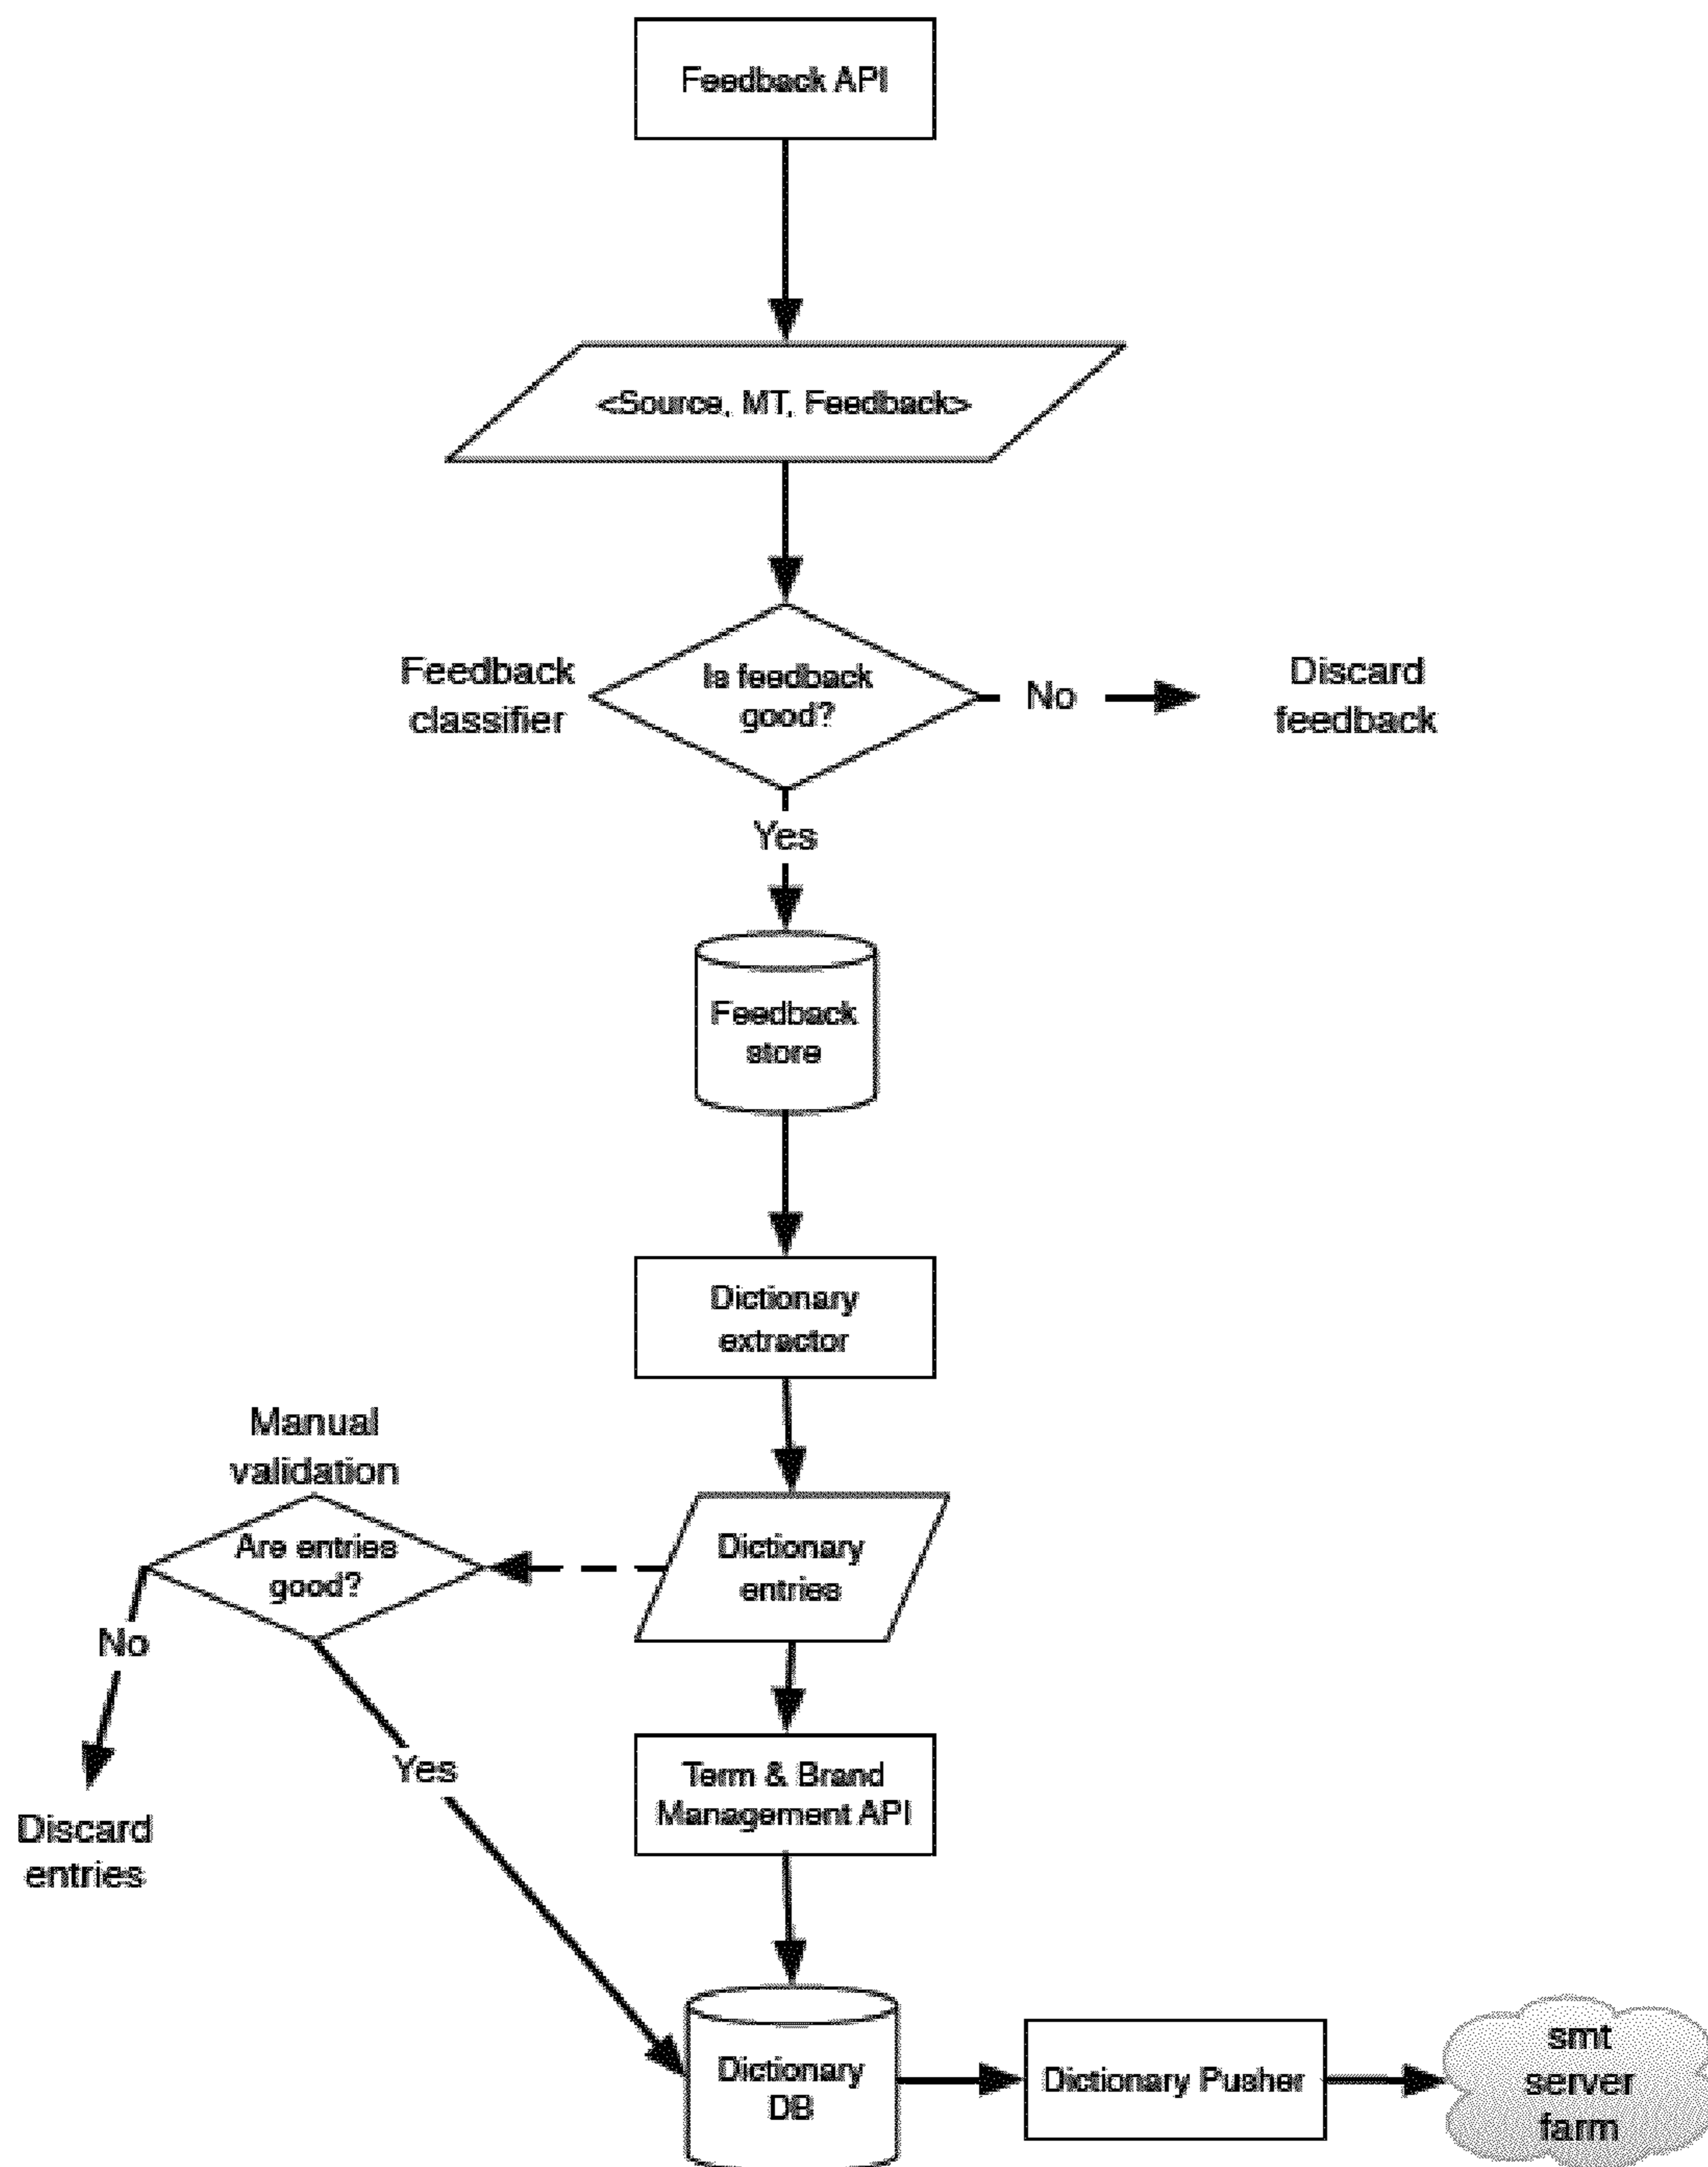 Feedback API
<Source, MT, Feedback>
Feedback
classifier
Is feedback
good?
No
Discard
feedback
Yes
Feedback
store
Dictionary
extractor
Manual
validation
Are entries
good?
Dictionary
entries
No
Yes
Term & Brand
Management API
Discard
entries
Dictionary
DB
Dictionary Pusher
smt
server
farm